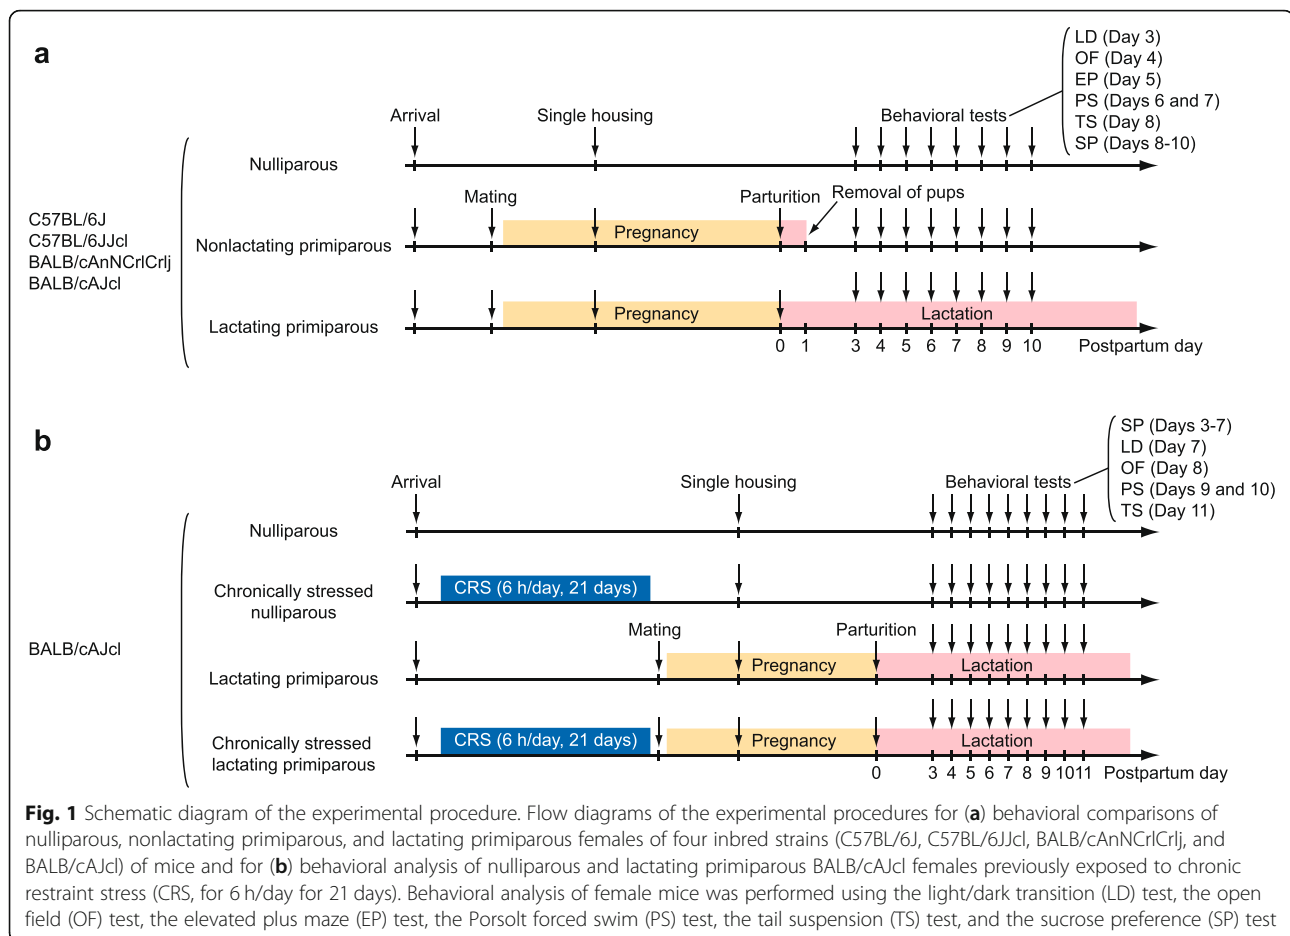 a
LD (Day 3)
OF (Day 4)
EP (Day 5)
PS (Days 6 and 7)
TS (Day 8)
SP (Days 8-10)
Arrival
Single housing
Behavioral tests
Nulliparous
Mating
Parturition
Removal of pups
C57BL/6J
C57BL/6JJcl
BALB/cAnNCrlCrlj
BALB/cAJcl
Nonlactating primiparous
Pregnancy
Lactating primiparous
Pregnancy
Lactation
0 1 3 4 5 6 7 8 9 10 Postpartum day
b
SP (Days 3-7)
LD (Day 7)
OF (Day 8)
PS (Days 9 and 10)
TS (Day 11)
Arrival
Single housing
Behavioral tests
Nulliparous
Chronically stressed
nulliparous
CRS (6 h/day, 21 days)
BALB/cAJcl
Mating
Parturition
Lactating primiparous
Pregnancy
Lactation
Chronically stressed
lactating primiparous
CRS (6 h/day, 21 days)
Pregnancy
Lactation
0 3 4 5 6 7 8 9 10 11 Postpartum day
Fig. 1 Schematic diagram of the experimental procedure. Flow diagrams of the experimental procedures for (a) behavioral comparisons of
nulliparous, nonlactating primiparous, and lactating primiparous females of four inbred strains (C57BL/6J, C57BL/6JJcl, BALB/cAnNCrlCrlj, and
BALB/cAJcl) of mice and for (b) behavioral analysis of nulliparous and lactating primiparous BALB/cAJcl females previously exposed to chronic
restraint stress (CRS, for 6 h/day for 21 days). Behavioral analysis of female mice was performed using the light/dark transition (LD) test, the open
field (OF) test, the elevated plus maze (EP) test, the Porsolt forced swim (PS) test, the tail suspension (TS) test, and the sucrose preference (SP) test